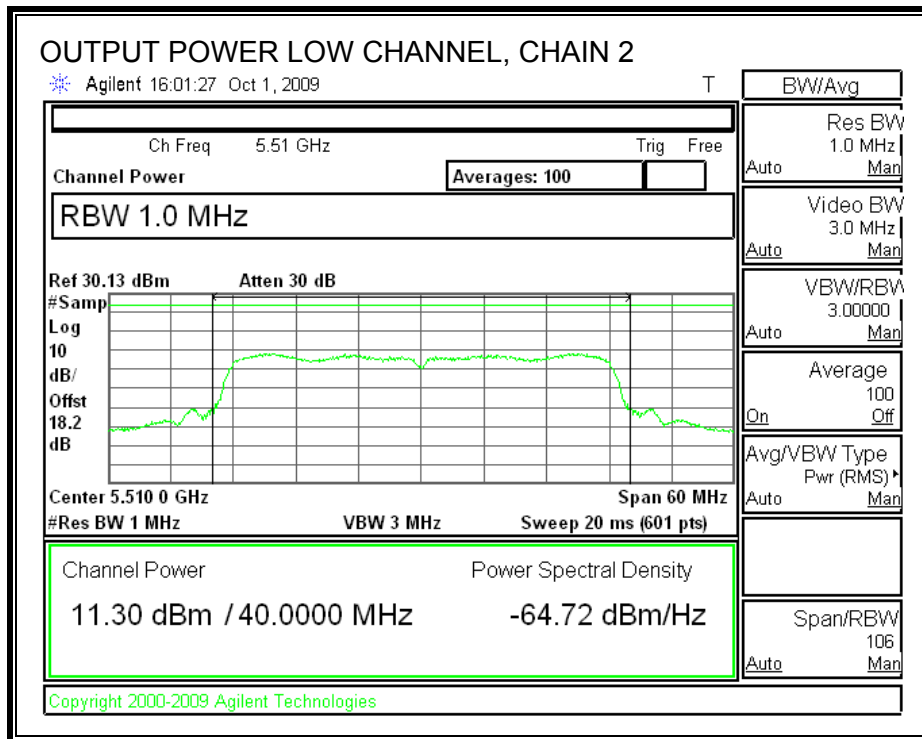 OUTPUT POWER LOW CHANNEL, CHAIN 2
Agilent 16:01:27 Oct 1, 2009 T
Ch Freq 5.51 GHz Trig Free
Channel Power Averages: 100
RBW 1.0 MHz
Ref 30.13 dBm Atten 30 dB
#Samp
Log
10
dB/
Offst
18.2
dB
Center 5.510 0 GHz Span 60 MHz
#Res BW 1 MHz VBW 3 MHz Sweep 20 ms (601 pts)
Channel Power Power Spectral Density
11.30 dBm / 40.0000 MHz -64.72 dBm/Hz
Copyright 2000-2009 Agilent Technologies
BW/Avg
Res BW
1.0 MHz
Auto Man
Video BW
3.0 MHz
Auto Man
VBW/RBW
3.00000
Auto Man
Average
100
On Off
Avg/VBW Type
Pwr (RMS)
Auto Man
Span/RBW
106
Auto Man